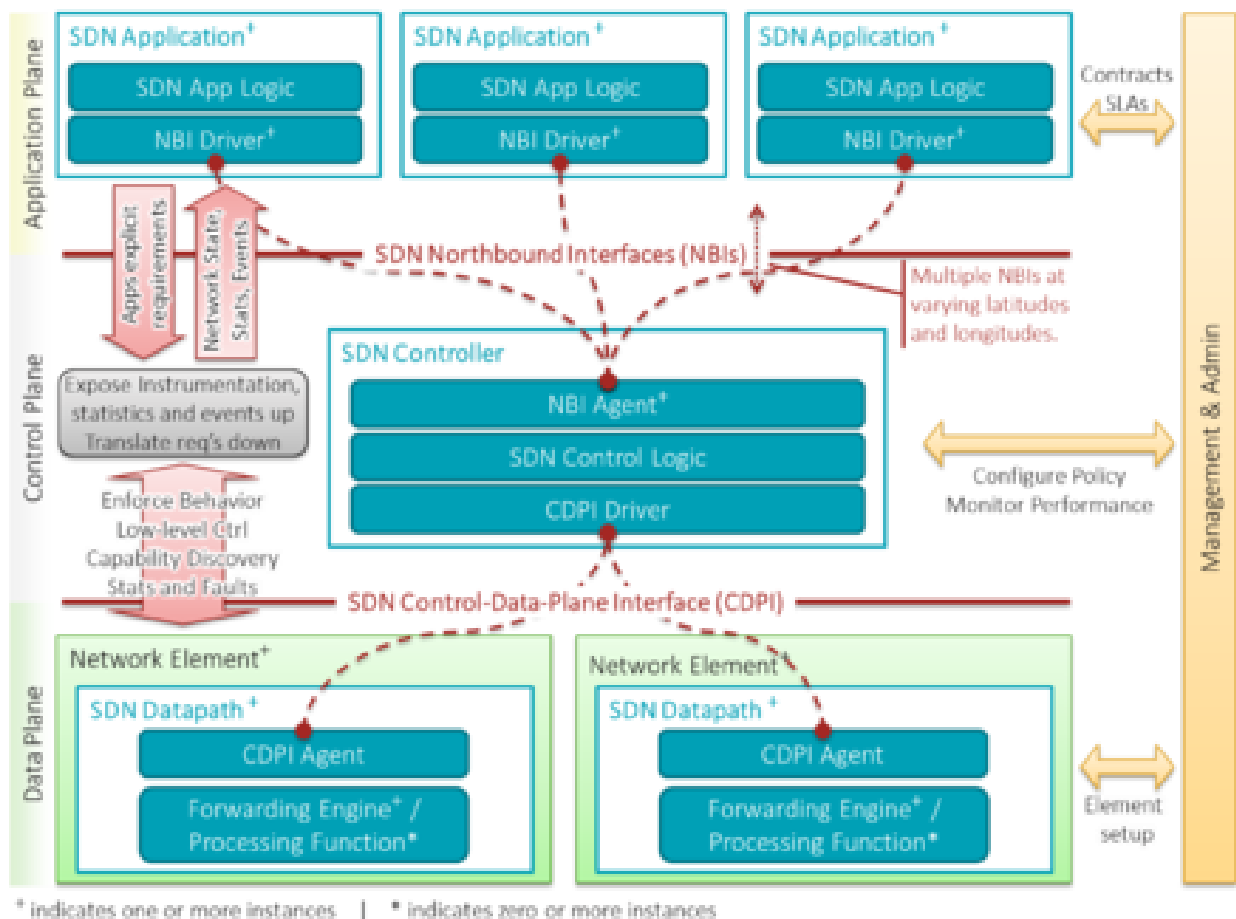 Application Plane
SDN Application+
SDN App Logic
NBI Driver+
SDN Application+
SDN App Logic
NBI Driver+
SDN Application+
SDN App Logic
NBI Driver+
Contracts
SLAs
Apps explicit
requirements
Network State,
Stats, Events
SDN Northbound Interfaces (NBIs)
Multiple NBIs at
varying latitudes
and longitudes.
Control Plane
Expose Instrumentation,
statistics and events up
Translate req's down
SDN Controller
NBI Agent+
SDN Control Logic
CDPI Driver
Configure Policy
Monitor Performance
Management & Admin
Enforce Behavior
Low-level Ctrl
Capability Discovery
Stats and Faults
SDN Control-Data-Plane Interface (CDPI)
Data Plane
Network Element+
SDN Datapath+
CDPI Agent
Forwarding Engine+ /
Processing Function*
Network Element+
SDN Datapath+
CDPI Agent
Forwarding Engine+ /
Processing Function*
Element
setup
+ indicates one or more instances | * indicates zero or more instances